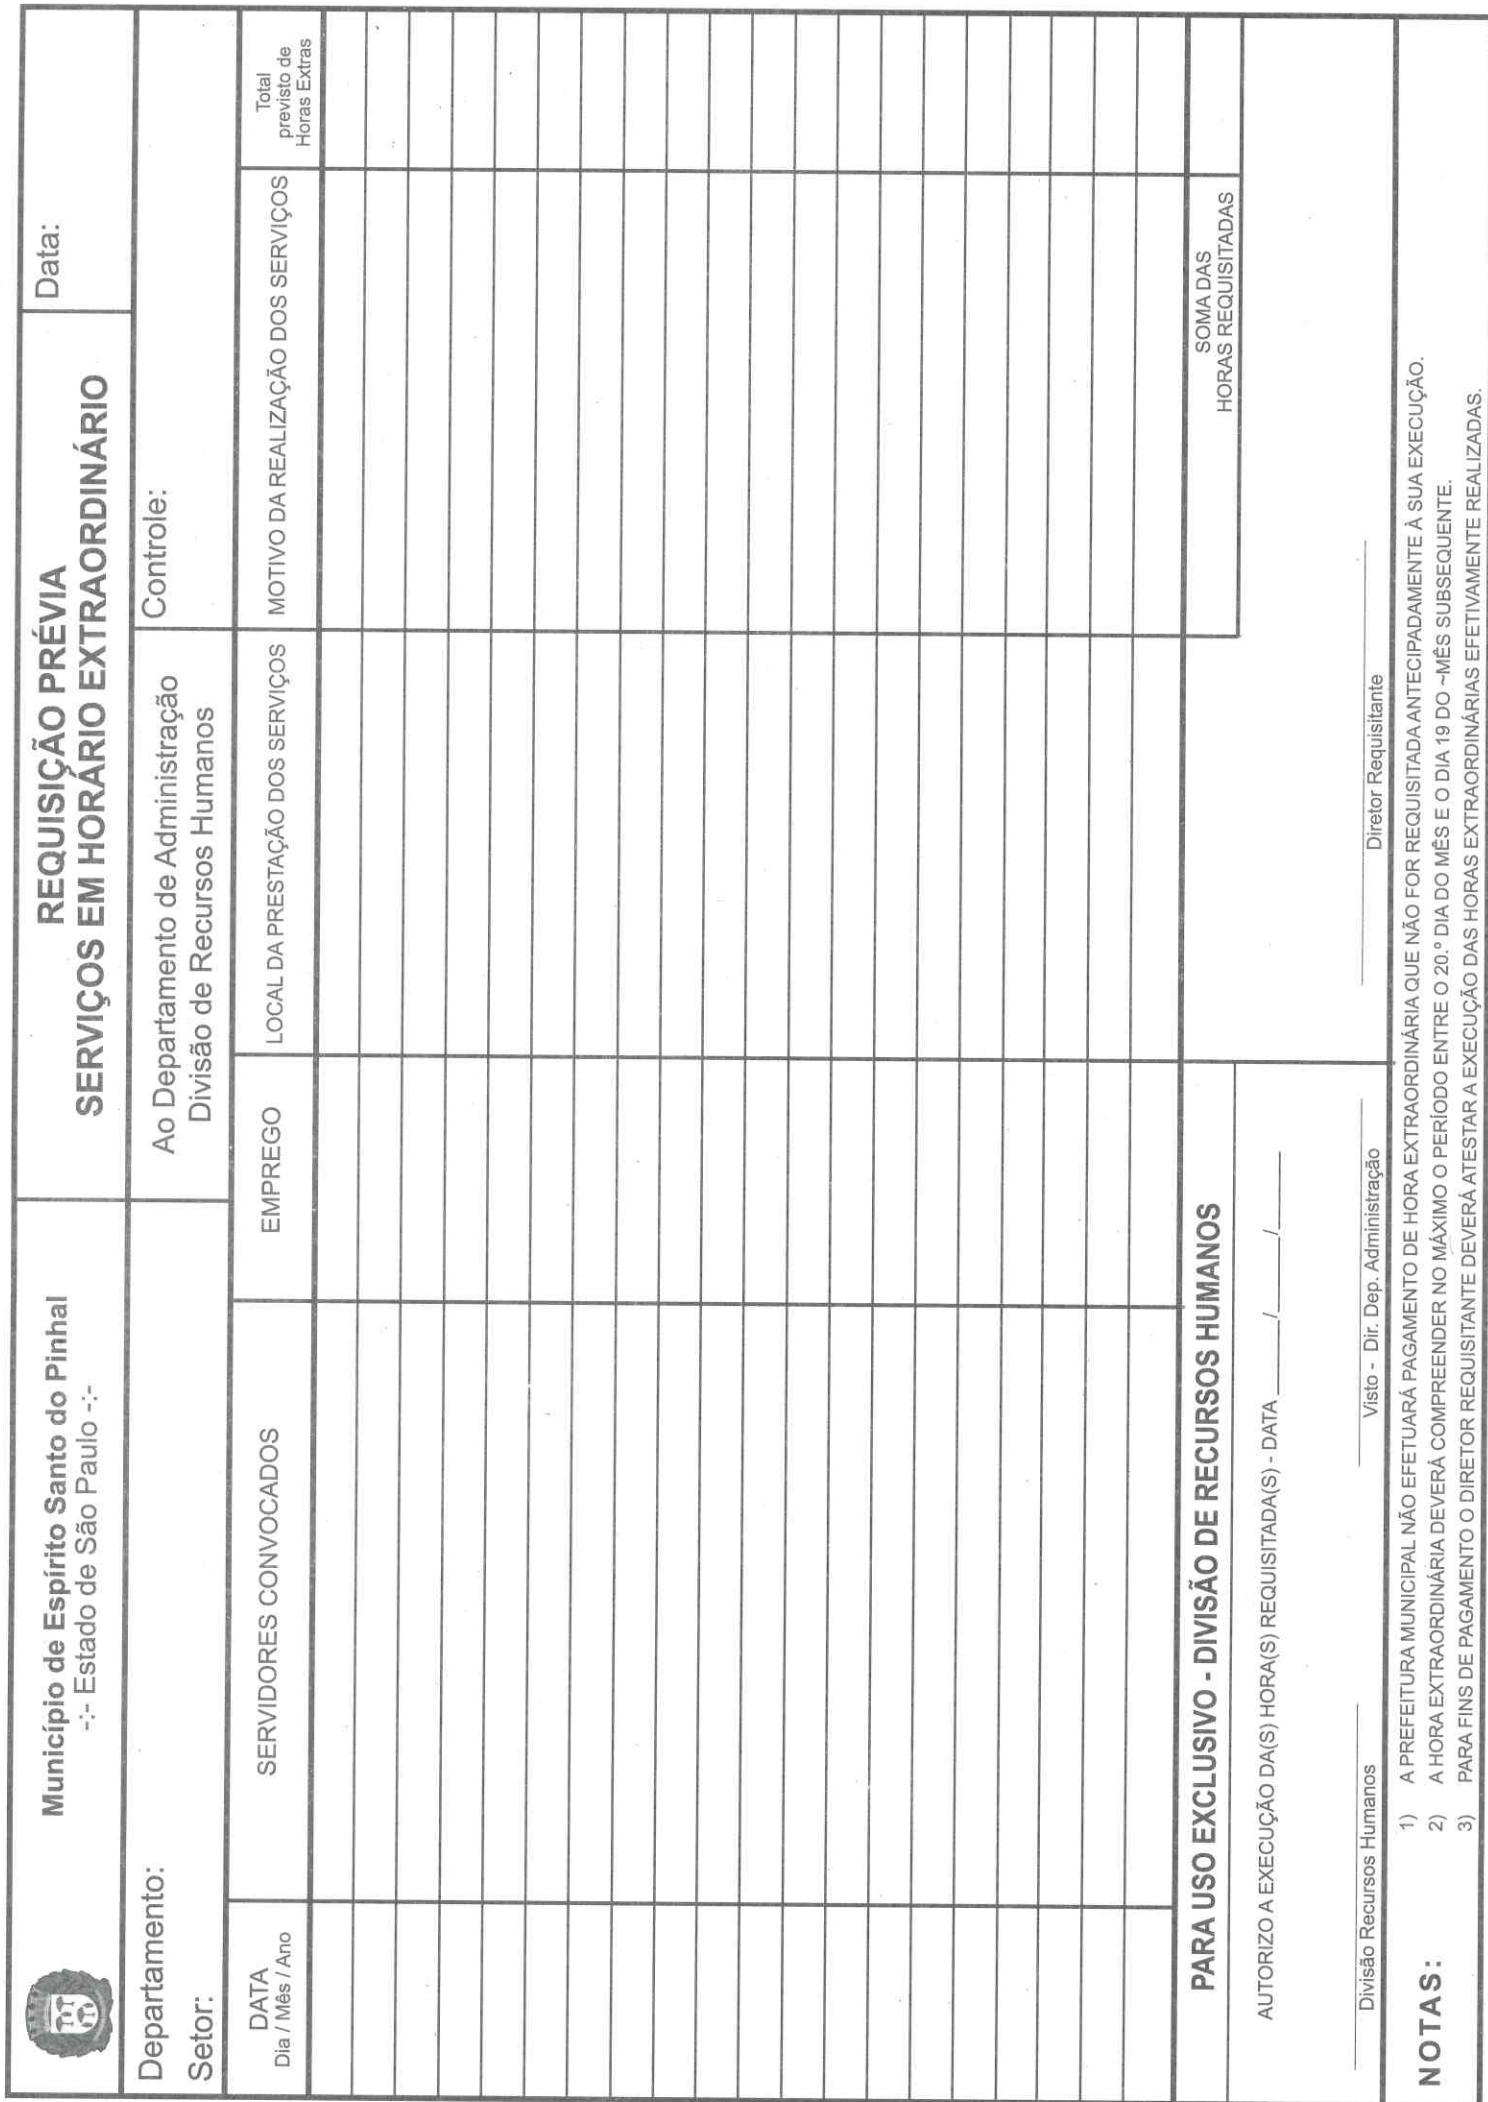 Município de Espírito Santo do Pinhal
-:- Estado de São Paulo -:-
REQUISIÇÃO PRÉVIA
SERVIÇOS EM HORÁRIO EXTRAORDINÁRIO
Data:
Departamento:
Setor:
Ao Departamento de Administração
Divisão de Recursos Humanos
Controle:
DATA
Dia / Mês / Ano
SERVIDORES CONVOCADOS
EMPREGO
LOCAL DA PRESTAÇÃO DOS SERVIÇOS
MOTIVO DA REALIZAÇÃO DOS SERVIÇOS
Total
previsto de
Horas Extras
PARA USO EXCLUSIVO - DIVISÃO DE RECURSOS HUMANOS
SOMA DAS
HORAS REQUISITADAS
AUTORIZO A EXECUÇÃO DA(S) HORA(S) REQUISITADA(S) - DATA ____/____/____
Divisão Recursos Humanos
Visto - Dir. Dep. Administração
Diretor Requisitante
NOTAS:
1) A PREFEITURA MUNICIPAL NÃO EFETUARÁ PAGAMENTO DE HORA EXTRAORDINÁRIA QUE NÃO FOR REQUISITADA ANTECIPADAMENTE À SUA EXECUÇÃO.
2) A HORA EXTRAORDINÁRIA DEVERÁ COMPREENDER NO MÁXIMO O PERÍODO ENTRE O 20.º DIA DO MÊS E O DIA 19 DO ~MÊS SUBSEQUENTE.
3) PARA FINS DE PAGAMENTO O DIRETOR REQUISITANTE DEVERÁ ATESTAR A EXECUÇÃO DAS HORAS EXTRAORDINÁRIAS EFETIVAMENTE REALIZADAS.